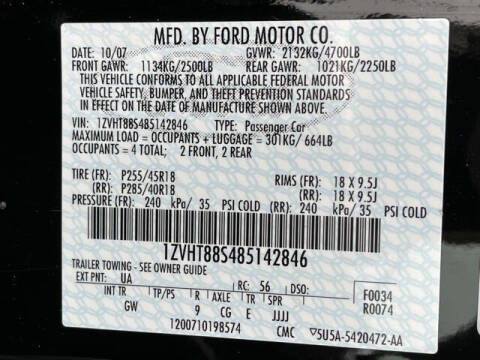 MFD. BY FORD MOTOR CO.
DATE: 10/07 GVWR: 2132KG/4700LB
FRONT GAWR: 1134KG/2500LB REAR GAWR: 1021KG/2250LB
THIS VEHICLE CONFORMS TO ALL APPLICABLE FEDERAL MOTOR
VEHICLE SAFETY, BUMPER, AND THEFT PREVENTION STANDARDS
IN EFFECT ON THE DATE OF MANUFACTURE SHOWN ABOVE.
VIN: 1ZVHT88S485142846 TYPE: Passenger Car
MAXIMUM LOAD = OCCUPANTS + LUGGAGE = 301KG/ 664LB
OCCUPANTS = 4 TOTAL; 2 FRONT, 2 REAR
TIRE (FR) P255/45R18 RIMS (FR): 18 X 9.5J
(RR): P285/40R18 (RR): 18 X 9.5J
PRESSURE (FR) 240 kPa/ 35 PSI COLD (RR): 240 kPa/ 35 PSI COLD
1ZVHT88S485142846
TRAILER TOWING - SEE OWNER GUIDE
EXT PNT: UA RC: 56 DSO: F0034
INT TR TP/PS R AXLE TR SPR R0074
GW 9 CG E JJJJ
1200710198574 CMC 5U5A-5420472-AA